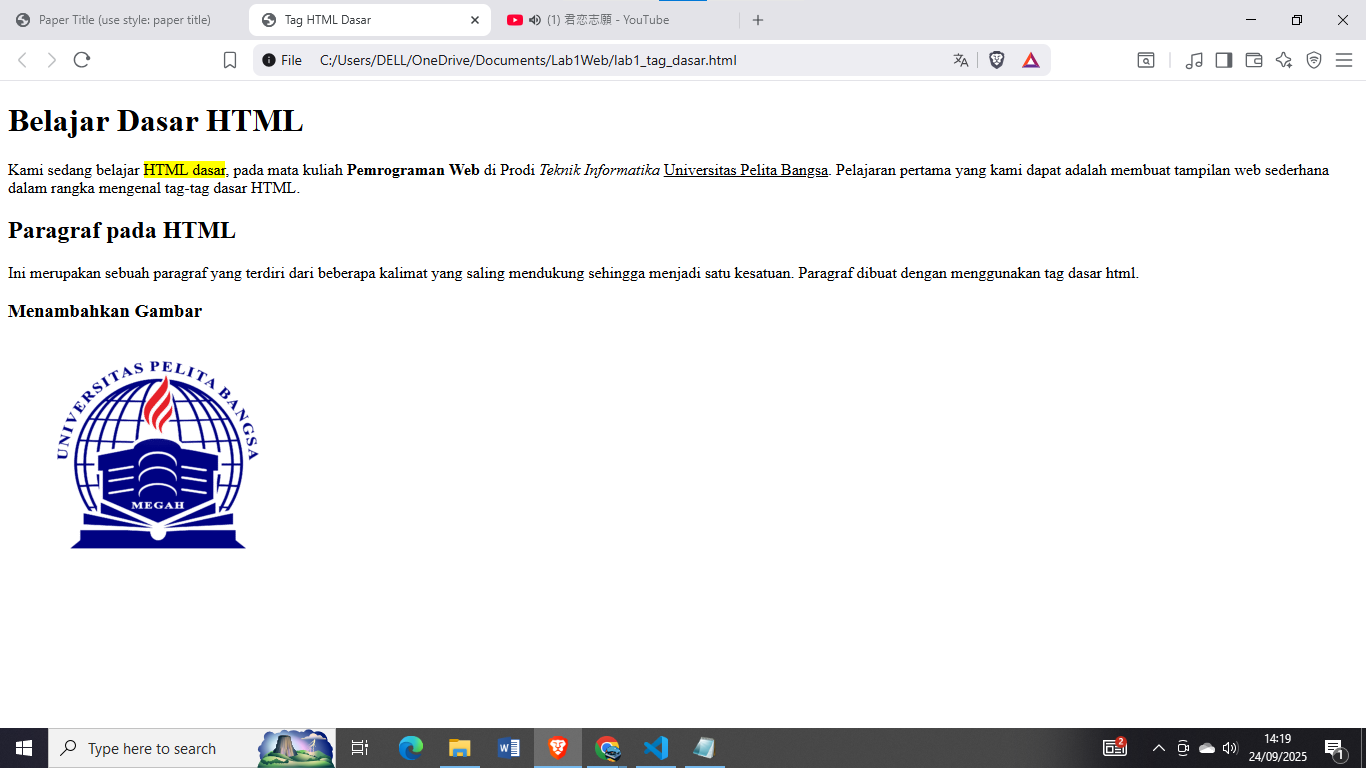 Paper Title (use style: paper title)
Tag HTML Dasar
(1) 君恋志願 - YouTube
File C:/Users/DELL/OneDrive/Documents/Lab1Web/lab1_tag_dasar.html
Belajar Dasar HTML
Kami sedang belajar HTML dasar, pada mata kuliah Pemrograman Web di Prodi Teknik Informatika Universitas Pelita Bangsa. Pelajaran pertama yang kami dapat adalah membuat tampilan web sederhana
dalam rangka mengenal tag-tag dasar HTML.
Paragraf pada HTML
Ini merupakan sebuah paragraf yang terdiri dari beberapa kalimat yang saling mendukung sehingga menjadi satu kesatuan. Paragraf dibuat dengan menggunakan tag dasar html.
Menambahkan Gambar
UNIVERSITAS PELITA BANGSA
MEGAH
Type here to search
2
14:19
24/09/2025
1